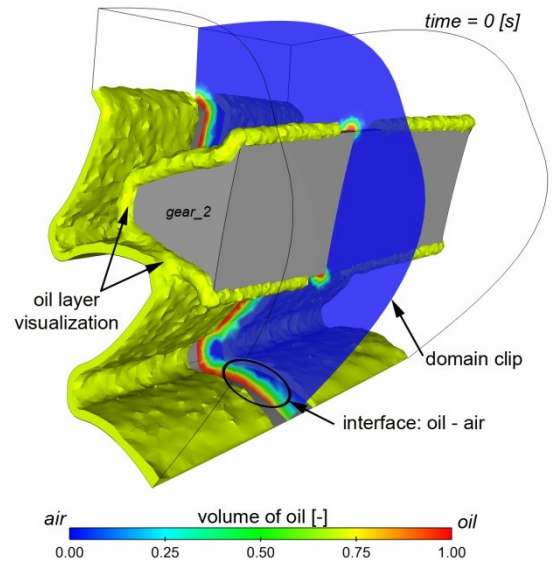 time = 0 [s]
gear_2
oil layer
visualization
domain clip
interface: oil - air
air
volume of oil [-]
oil
0.00 0.25 0.50 0.75 1.00